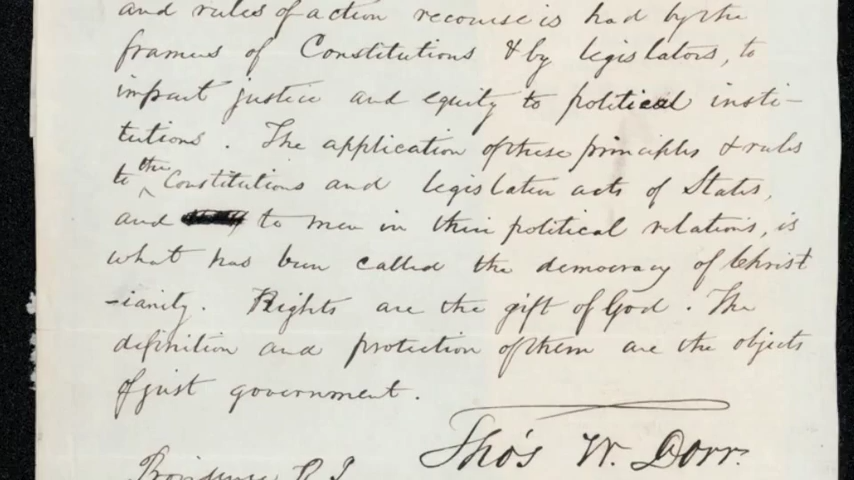 and rules of action recourse is had by the
framers of Constitutions & by legislators, to
impart justice and equity to political insti-
tutions. The application of these principles & rules
to the Constitutions and legislative acts of States,
and to men in their political relations, is
what has been called the democracy of Christ
-ianity. Rights are the gift of God. The
definition and protection of them are the objects
of just government.
Thos W. Dorr.
Providence R I